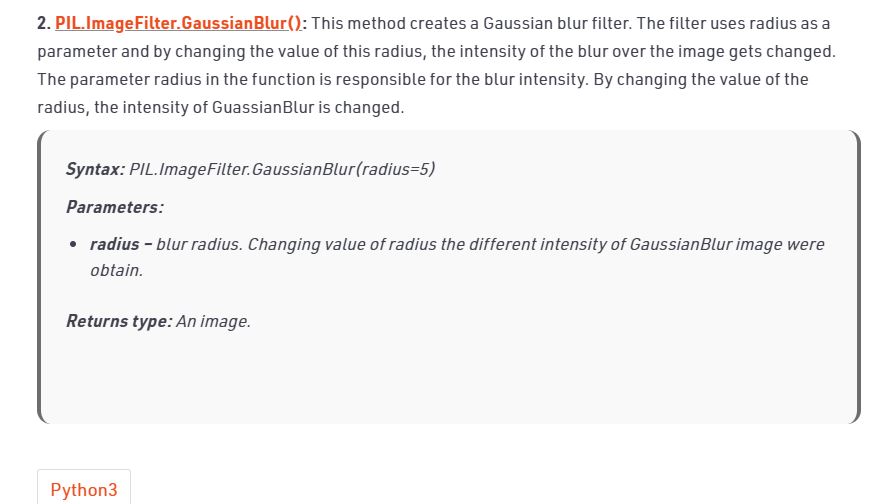 2. PIL.ImageFilter.GaussianBlur(): This method creates a Gaussian blur filter. The filter uses radius as a
parameter and by changing the value of this radius, the intensity of the blur over the image gets changed.
The parameter radius in the function is responsible for the blur intensity. By changing the value of the
radius, the intensity of GuassianBlur is changed.
Syntax: PIL.ImageFilter.GaussianBlur(radius=5)
Parameters:
• radius – blur radius. Changing value of radius the different intensity of GaussianBlur image were
obtain.
Returns type: An image.
Python3